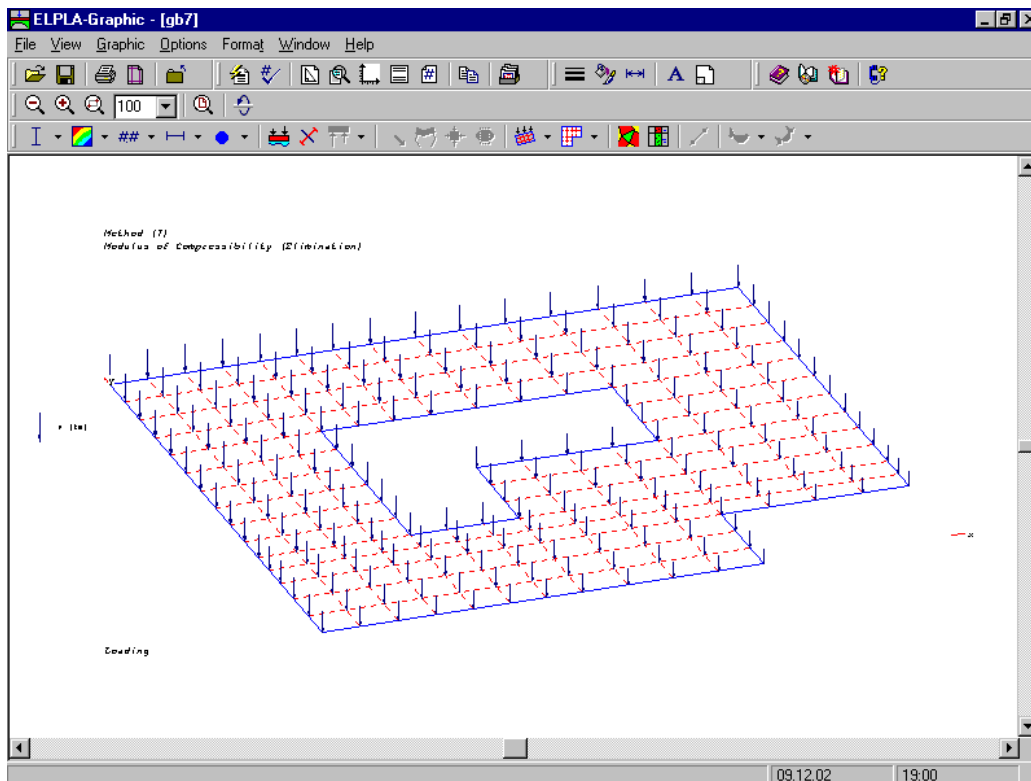 ELPLA-Graphic - [gb7]
File View Graphic Options Format Window Help
100
Method (7)
Modulus of Compressibility (Elimination)
Loading
x
09.12.02 19:00